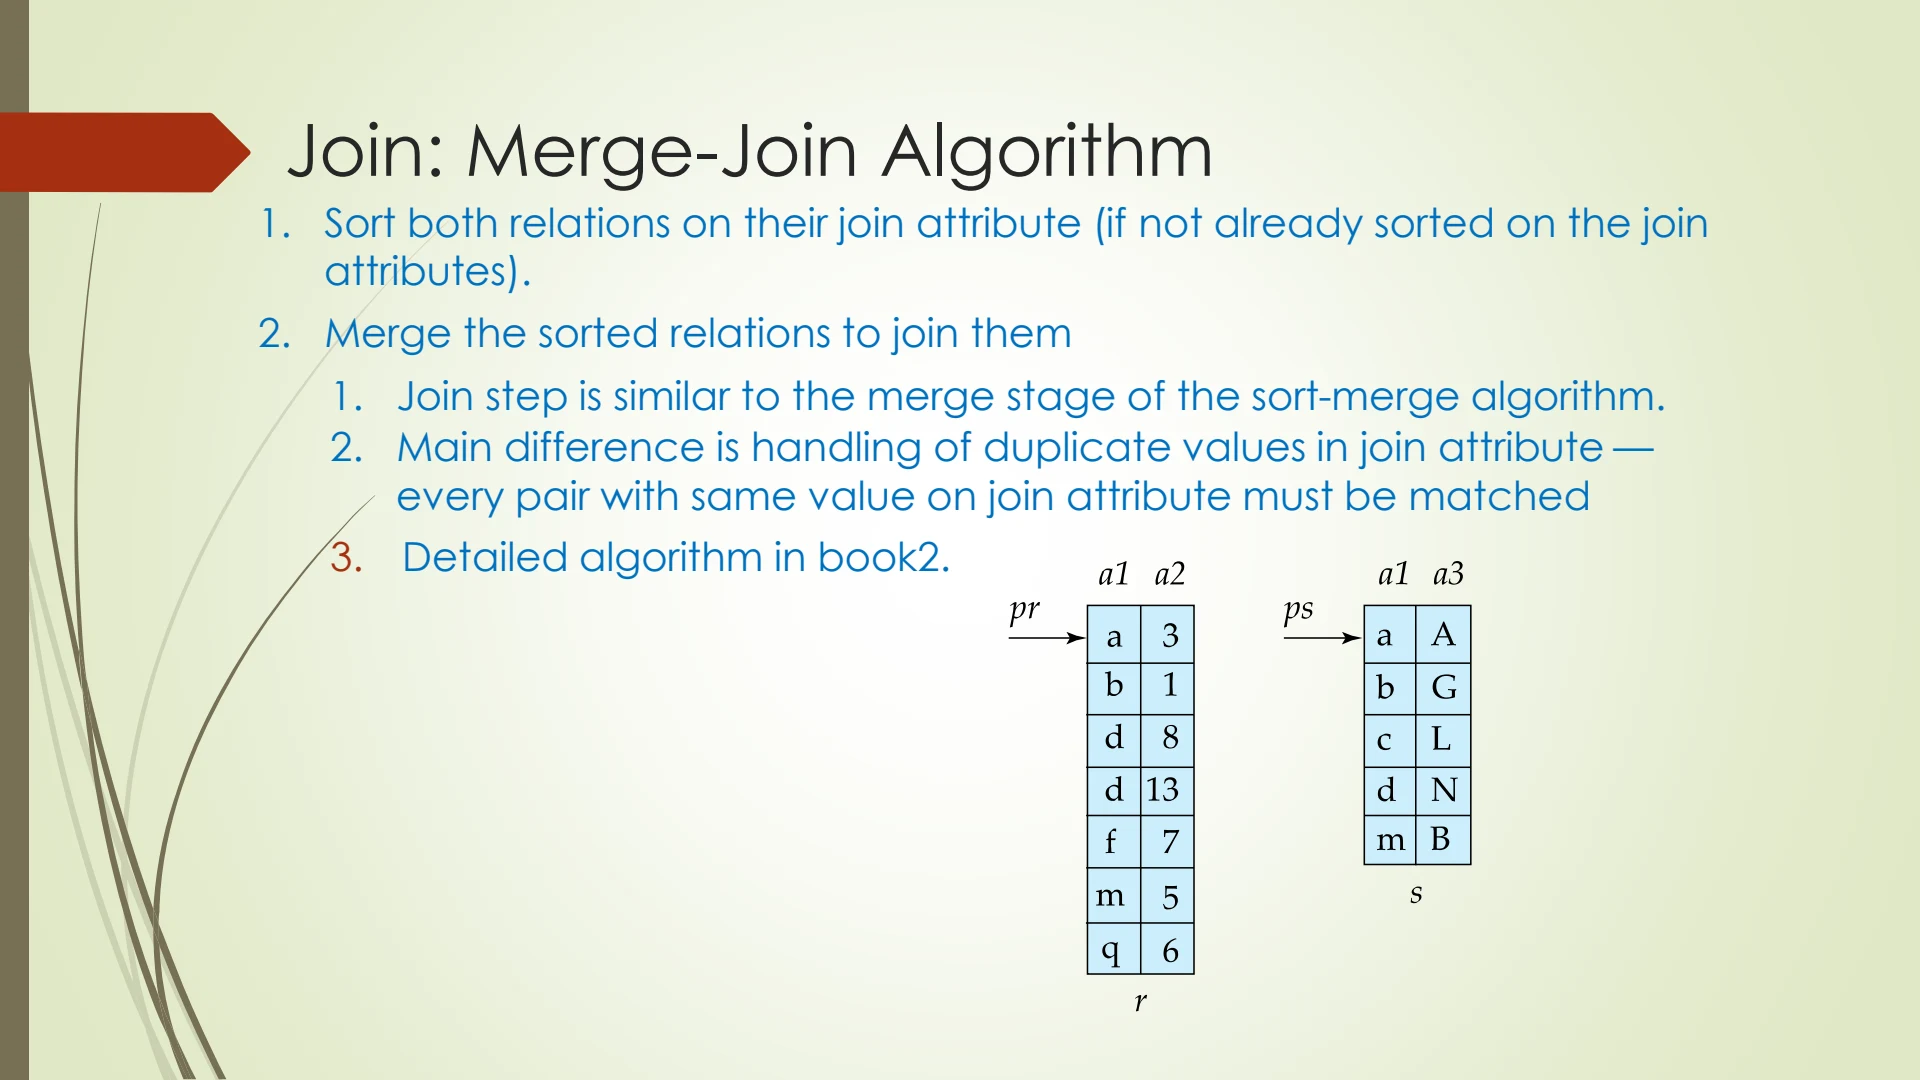 Join: Merge-Join Algorithm
1. Sort both relations on their join attribute (if not already sorted on the join
attributes).
2. Merge the sorted relations to join them
1. Join step is similar to the merge stage of the sort-merge algorithm.
2. Main difference is handling of duplicate values in join attribute —
every pair with same value on join attribute must be matched
3. Detailed algorithm in book2.
a1 a2
pr
a 3
b 1
d 8
d 13
f 7
m 5
q 6
r
a1 a3
ps
a A
b G
c L
d N
m B
s